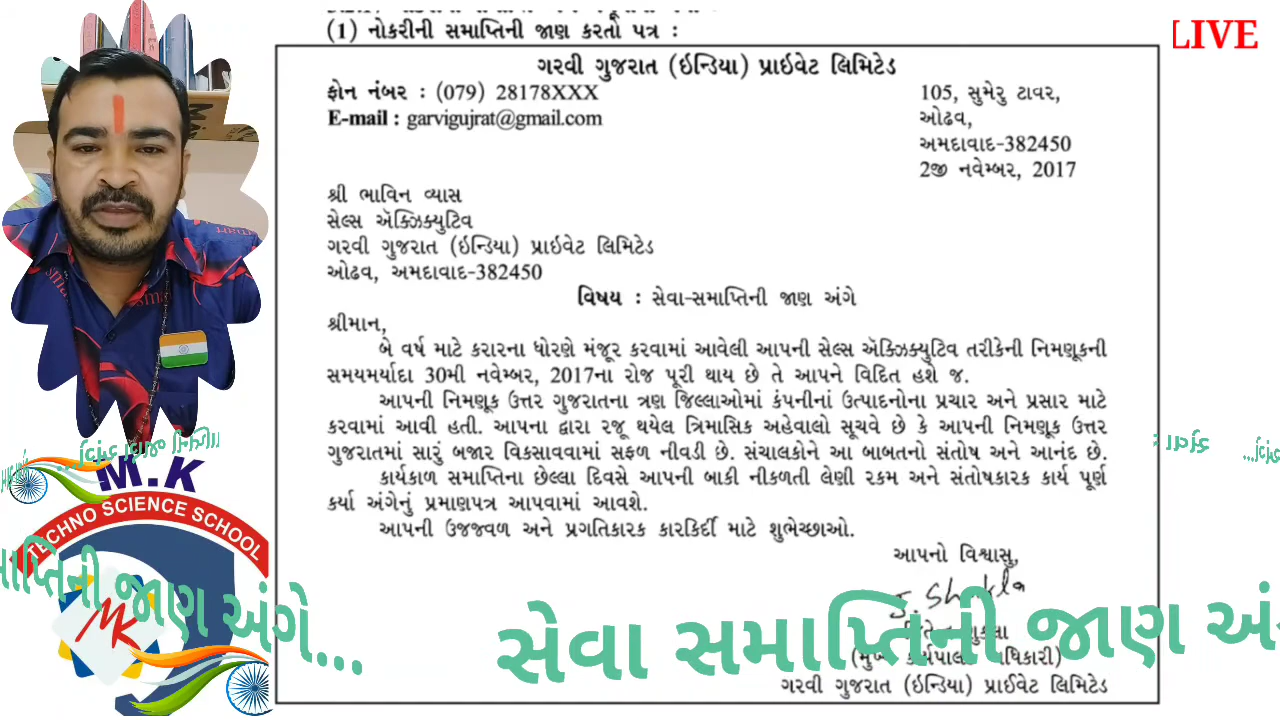 (1) નોકરીની સમાપ્તિની જાણ કરતો પત્ર :
LIVE
ગરવી ગુજરાત (ઇન્ડિયા) પ્રાઇવેટ લિમિટેડ
ફોન નંબર : (079) 28178XXX
E-mail : garvigujrat@gmail.com
105, સુમેરુ ટાવર,
ઓઢવ,
અમદાવાદ-382450
2જી નવેમ્બર, 2017
શ્રી ભાવિન વ્યાસ
સેલ્સ ઍક્ઝિક્યુટિવ
ગરવી ગુજરાત (ઇન્ડિયા) પ્રાઇવેટ લિમિટેડ
ઓઢવ, અમદાવાદ-382450
વિષય : સેવા-સમાપ્તિની જાણ અંગે
શ્રીમાન,
બે વર્ષ માટે કરારના ધોરણે મંજૂર કરવામાં આવેલી આપની સેલ્સ ઍક્ઝિક્યુટિવ તરીકેની નિમણૂકની
સમયમર્યાદા 30મી નવેમ્બર, 2017ના રોજ પૂરી થાય છે તે આપને વિદિત હશે જ.
આપની નિમણૂક ઉત્તર ગુજરાતના ત્રણ જિલ્લાઓમાં કંપનીનાં ઉત્પાદનોના પ્રચાર અને પ્રસાર માટે
કરવામાં આવી હતી. આપના દ્વારા રજૂ થયેલ ત્રિમાસિક અહેવાલો સૂચવે છે કે આપની નિમણૂક ઉત્તર
ગુજરાતમાં સારું બજાર વિકસાવવામાં સફળ નીવડી છે. સંચાલકોને આ બાબતનો સંતોષ અને આનંદ છે.
કાર્યકાળ સમાપ્તિના છેલ્લા દિવસે આપની બાકી નીકળતી લેણી રકમ અને સંતોષકારક કાર્ય પૂર્ણ
કર્યા અંગેનું પ્રમાણપત્ર આપવામાં આવશે.
આપની ઉજ્જવળ અને પ્રગતિકારક કારકિર્દી માટે શુભેચ્છાઓ.
આપનો વિશ્વાસુ,
J. Shukla
ગરવી ગુજરાત (ઇન્ડિયા) પ્રાઈવેટ લિમિટેડ
M.K
TECHNO SCIENCE SCHOOL
MK
જાણ અંગે...
સેવા સમાપ્તિની જાણ